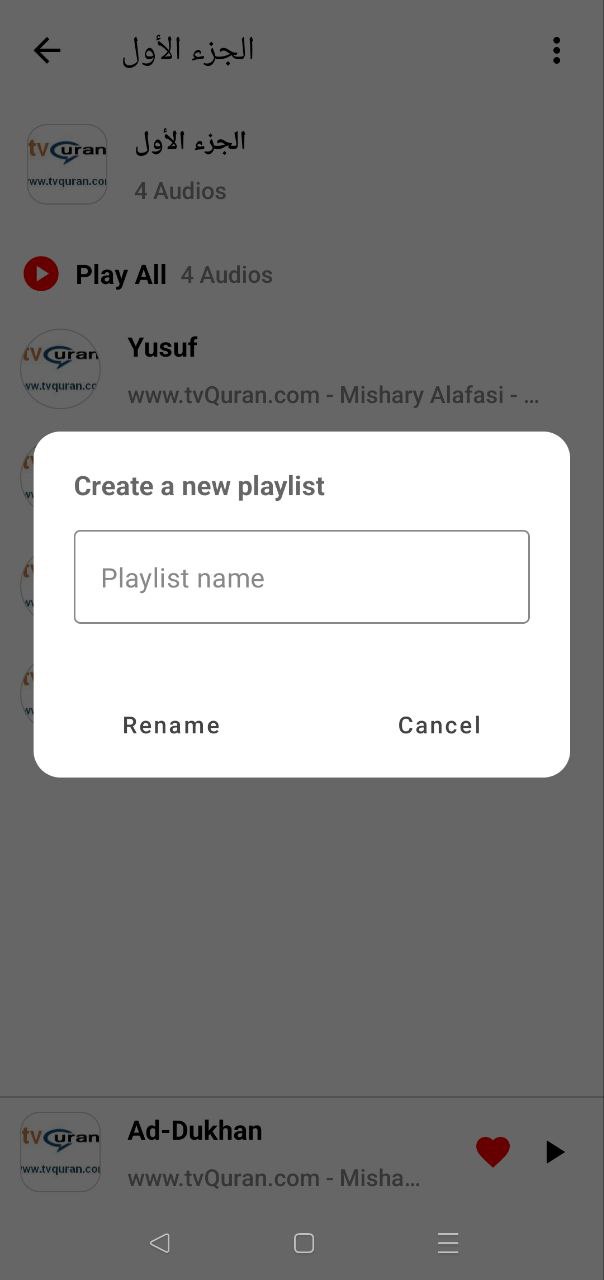 الجزء الأول
tvQuran
www.tvquran.com
الجزء الأول
4 Audios
Play All 4 Audios
tvQuran
www.tvquran.co
Yusuf
www.tvQuran.com - Mishary Alafasi - ...
Create a new playlist
Playlist name
Rename Cancel
tvQuran
www.tvquran.com
Ad-Dukhan
www.tvQuran.com - Misha...